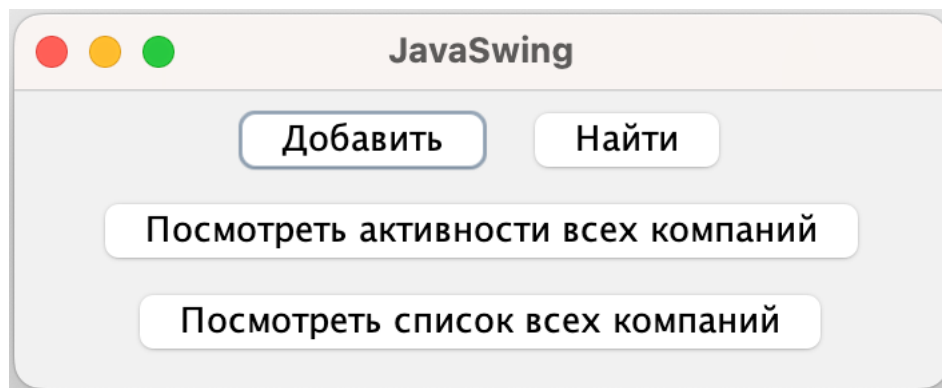 JavaSwing
Добавить Найти
Посмотреть активности всех компаний
Посмотреть список всех компаний